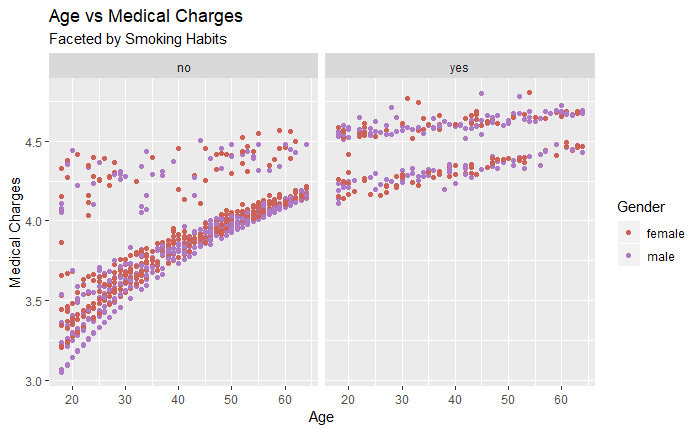 Age vs Medical Charges
Faceted by Smoking Habits
no
yes
Medical Charges
4.5
4.0
3.5
3.0
20 30 40 50 60
20 30 40 50 60
Age
Gender
female
male